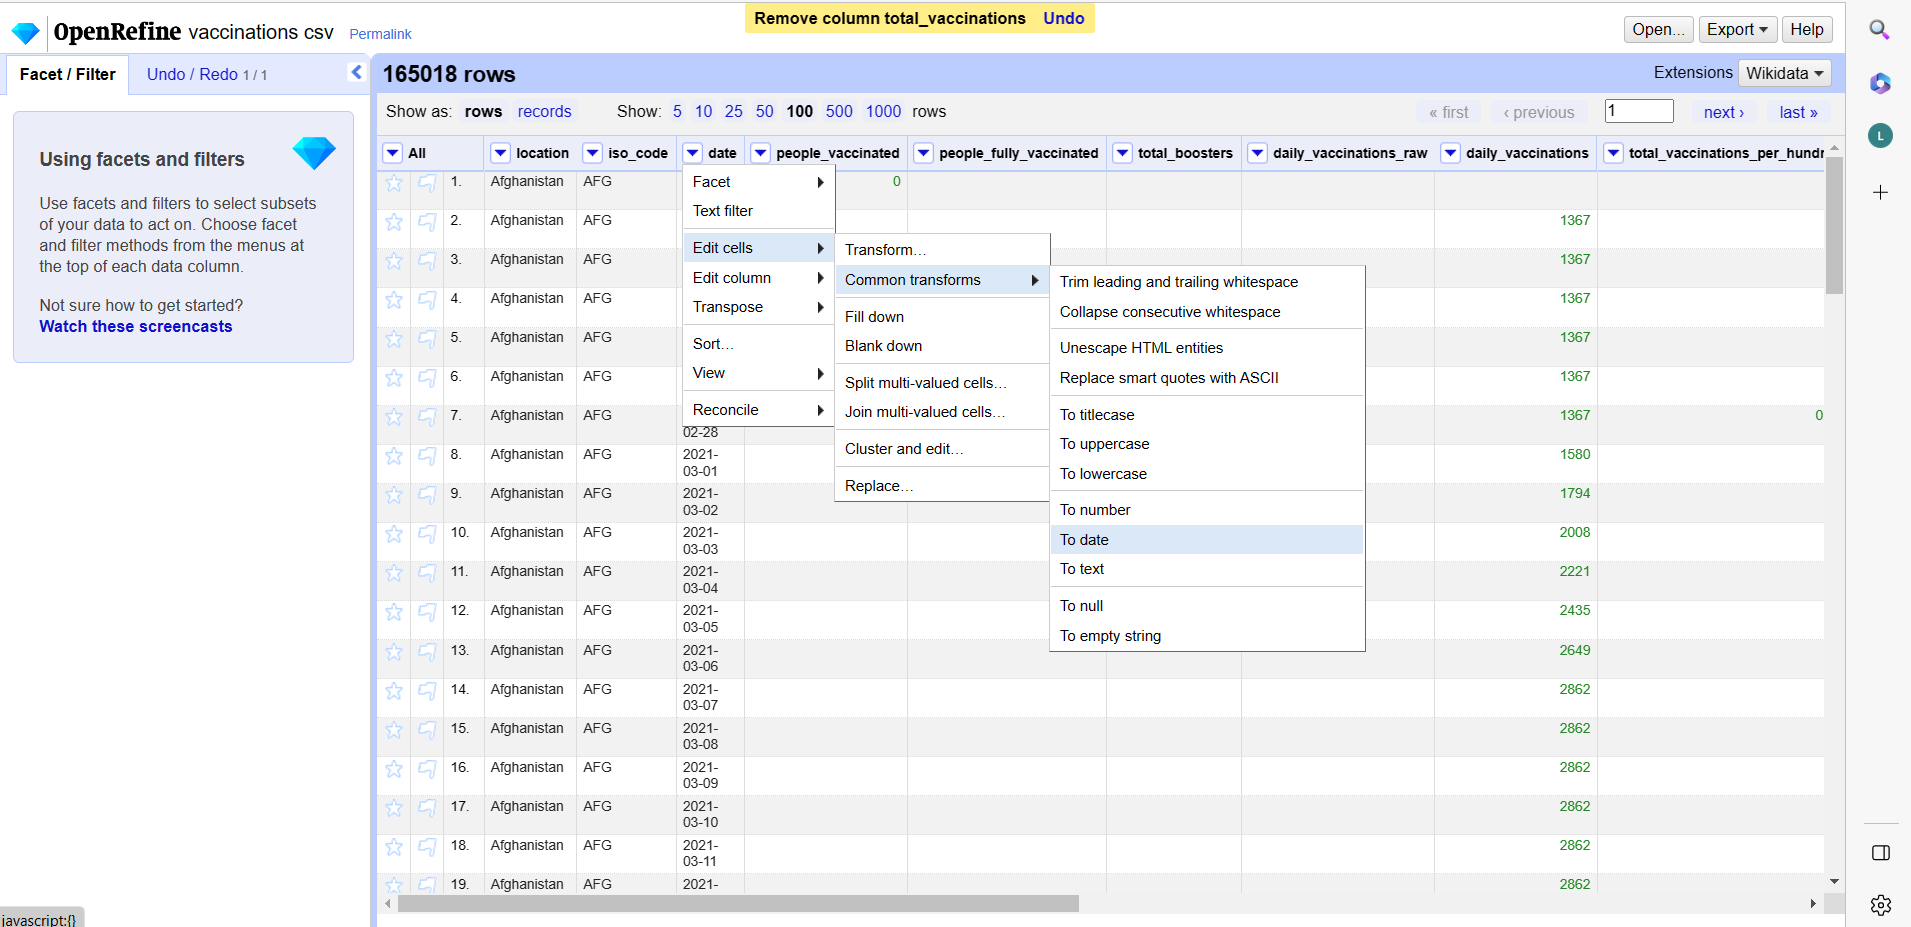 Remove column total_vaccinations Undo
OpenRefine vaccinations csv Permalink
Open... Export Help
Facet / Filter Undo / Redo 1 / 1
165018 rows
Extensions Wikidata
Using facets and filters
Use facets and filters to select subsets
of your data to act on. Choose facet
and filter methods from the menus at
the top of each data column.
Not sure how to get started?
Watch these screencasts
Show as: rows records Show: 5 10 25 50 100 500 1000 rows
« first ‹ previous 1 next › last »
All location iso_code date people_vaccinated people_fully_vaccinated total_boosters daily_vaccinations_raw daily_vaccinations total_vaccinations_per_hundr
1. Afghanistan AFG 0
2. Afghanistan AFG 1367
3. Afghanistan AFG 1367
4. Afghanistan AFG 1367
5. Afghanistan AFG 1367
6. Afghanistan AFG 1367
7. Afghanistan AFG 1367 0
02-28
8. Afghanistan AFG 2021- 1580
03-01
9. Afghanistan AFG 2021- 1794
03-02
10. Afghanistan AFG 2021- 2008
03-03
11. Afghanistan AFG 2021- 2221
03-04
12. Afghanistan AFG 2021- 2435
03-05
13. Afghanistan AFG 2021- 2649
03-06
14. Afghanistan AFG 2021- 2862
03-07
15. Afghanistan AFG 2021- 2862
03-08
16. Afghanistan AFG 2021- 2862
03-09
17. Afghanistan AFG 2021- 2862
03-10
18. Afghanistan AFG 2021- 2862
03-11
19. Afghanistan AFG 2021- 2862
Facet
Text filter
Edit cells
Edit column
Transpose
Sort…
View
Reconcile
Transform…
Common transforms
Fill down
Blank down
Split multi-valued cells…
Join multi-valued cells…
Cluster and edit…
Replace…
Trim leading and trailing whitespace
Collapse consecutive whitespace
Unescape HTML entities
Replace smart quotes with ASCII
To titlecase
To uppercase
To lowercase
To number
To date
To text
To null
To empty string
L
javascript:{}